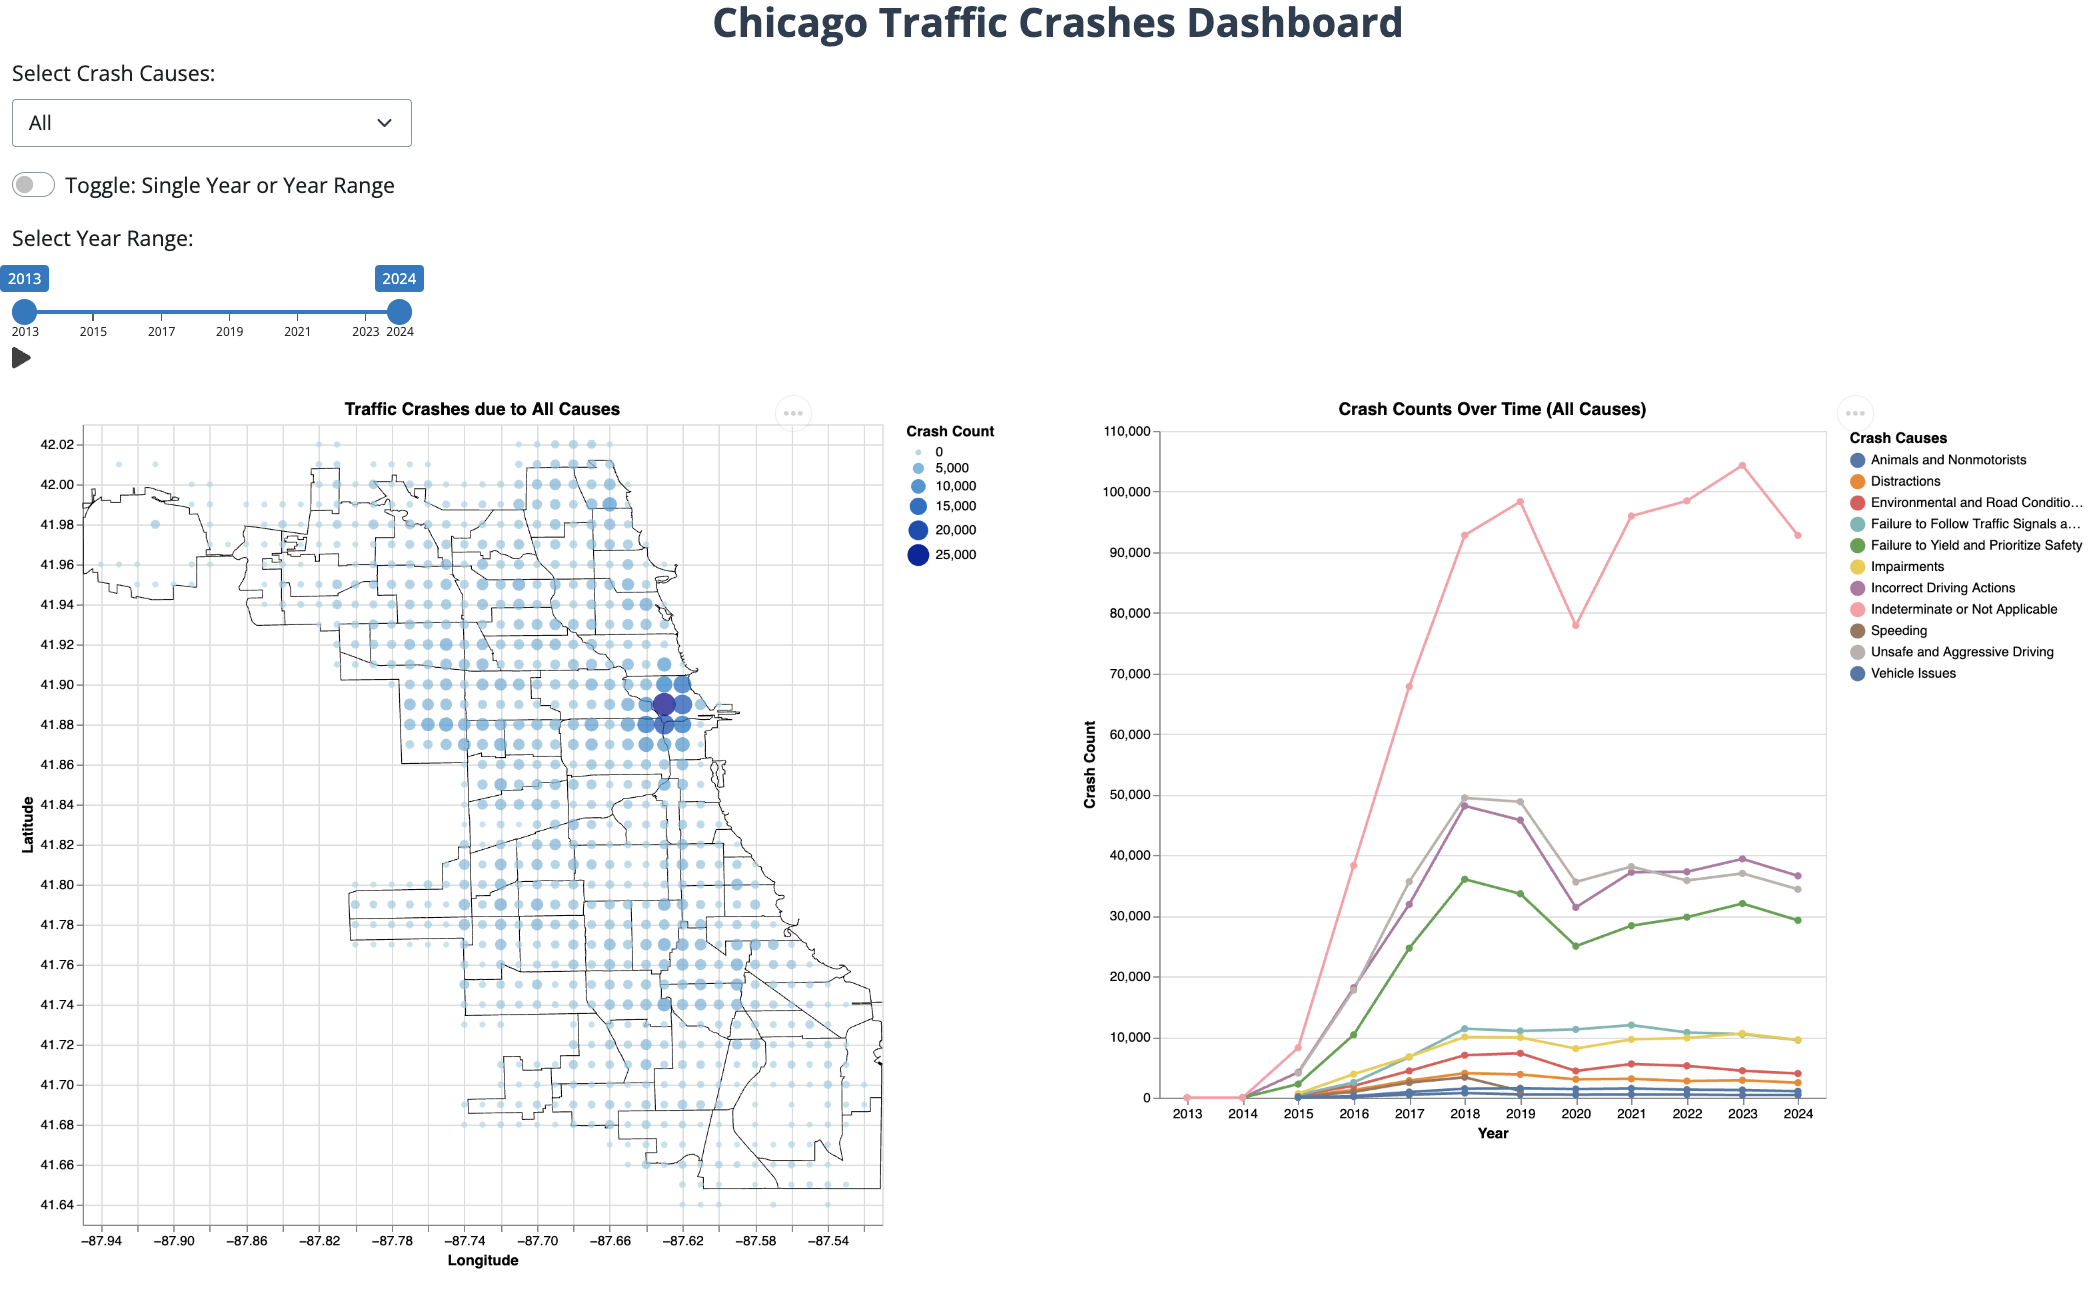 Chicago Traffic Crashes Dashboard
Select Crash Causes:
All
Toggle: Single Year or Year Range
Select Year Range:
2013 2024
2013 2015 2017 2019 2021 2023 2024
Traffic Crashes due to All Causes
Latitude
42.02
42.00
41.98
41.96
41.94
41.92
41.90
41.88
41.86
41.84
41.82
41.80
41.78
41.76
41.74
41.72
41.70
41.68
41.66
41.64
−87.94 −87.90 −87.86 −87.82 −87.78 −87.74 −87.70 −87.66 −87.62 −87.58 −87.54
Longitude
Crash Count
0
5,000
10,000
15,000
20,000
25,000
Crash Counts Over Time (All Causes)
Crash Count
110,000
100,000
90,000
80,000
70,000
60,000
50,000
40,000
30,000
20,000
10,000
0
2013 2014 2015 2016 2017 2018 2019 2020 2021 2022 2023 2024
Year
Crash Causes
Animals and Nonmotorists
Distractions
Environmental and Road Conditio…
Failure to Follow Traffic Signals a…
Failure to Yield and Prioritize Safety
Impairments
Incorrect Driving Actions
Indeterminate or Not Applicable
Speeding
Unsafe and Aggressive Driving
Vehicle Issues